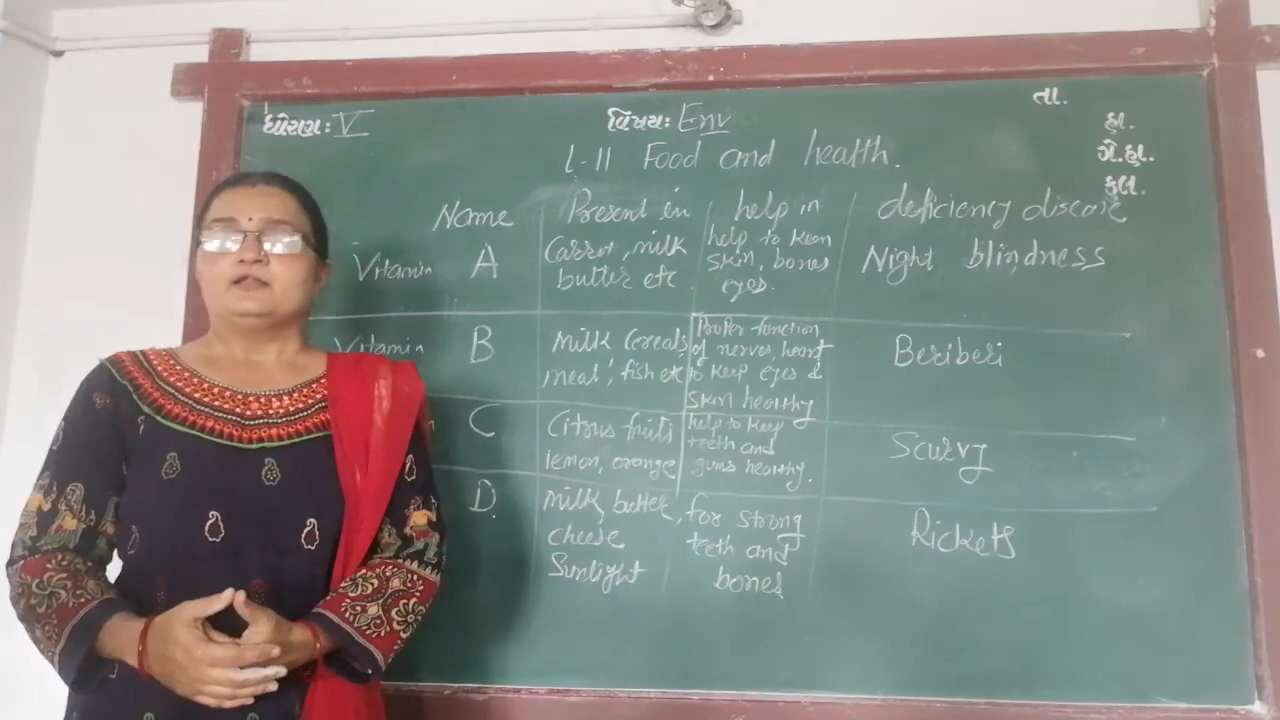 તા.
ધોરણ: V વિષય: Env હા.
L-11 Food and health. ગે.હા.
કુલ.
Name Present in help in deficiency disease
Vitamin A Carrot, milk help to keep Night blindness
butter etc skin, bones
eyes.
Vitamin B Milk Cereals, Proper function Beriberi
meat, fish etc of nerves, heart
to keep eyes &
skin healthy
C Citrus fruits help to keep Scurvy
lemon, orange teeth and
gums healthy.
D. Milk butter, for strong Rickets
cheese teeth and
Sunlight bones